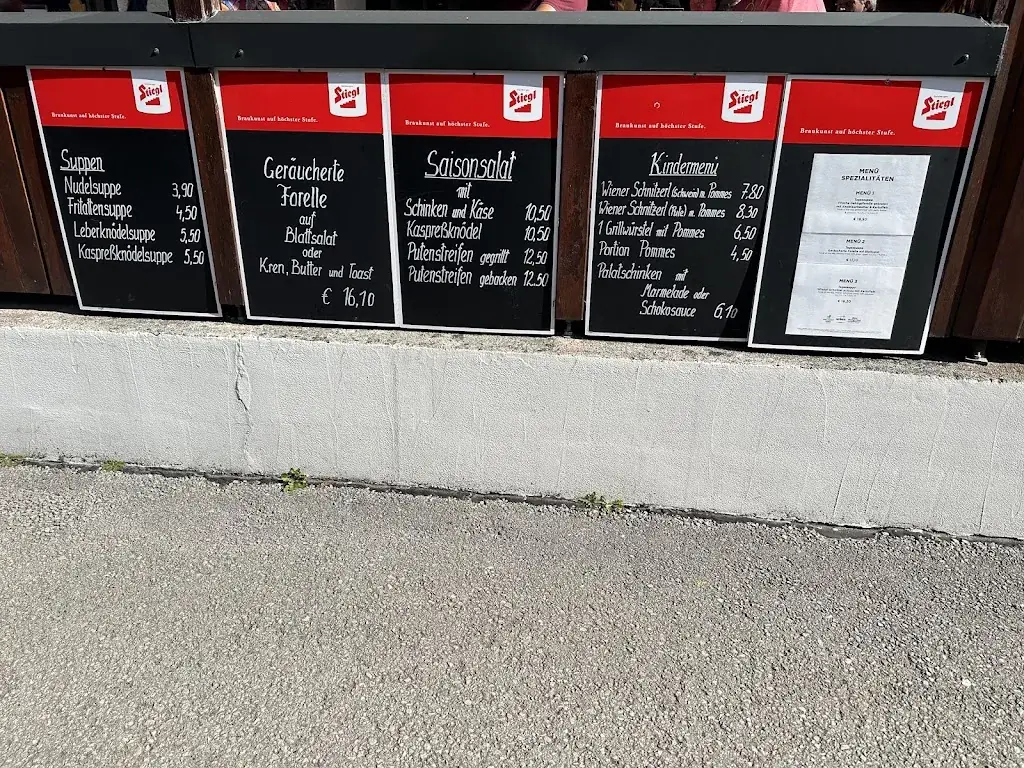 Stiegl
Braukunst auf höchster Stufe.
Suppen
Nudelsuppe 3,90
Frittattensuppe 4,50
Leberknödelsuppe 5,50
Kaspreßknödelsuppe 5,50
Stiegl
Braukunst auf höchster Stufe.
Geräucherte
Forelle
auf
Blattsalat
oder
Kren, Butter und Toast
€ 16,10
Stiegl
Braukunst auf höchster Stufe.
Saisonsalat
mit
Schinken und Käse 10,50
Kaspreßknödel 10,50
Putenstreifen gegrillt 12,50
Putenstreifen gebacken 12.50
Stiegl
Braukunst auf höchster Stufe.
Kindermenü
Wiener Schnitzerl (Schwein) m. Pommes 7.80
Wiener Schnitzerl (Pute) m. Pommes 8,30
1 Grillwürstel mit Pommes 6,50
Portion Pommes 4,50
Palatschinken mit
Marmelade oder
Schokosauce 6,10
Stiegl
Braukunst auf höchster Stufe.
MENÜ
SPEZIALITÄTEN
MENÜ 1
Tagessuppe
MENÜ 2
Tagessuppe
MENÜ 3
Tagessuppe